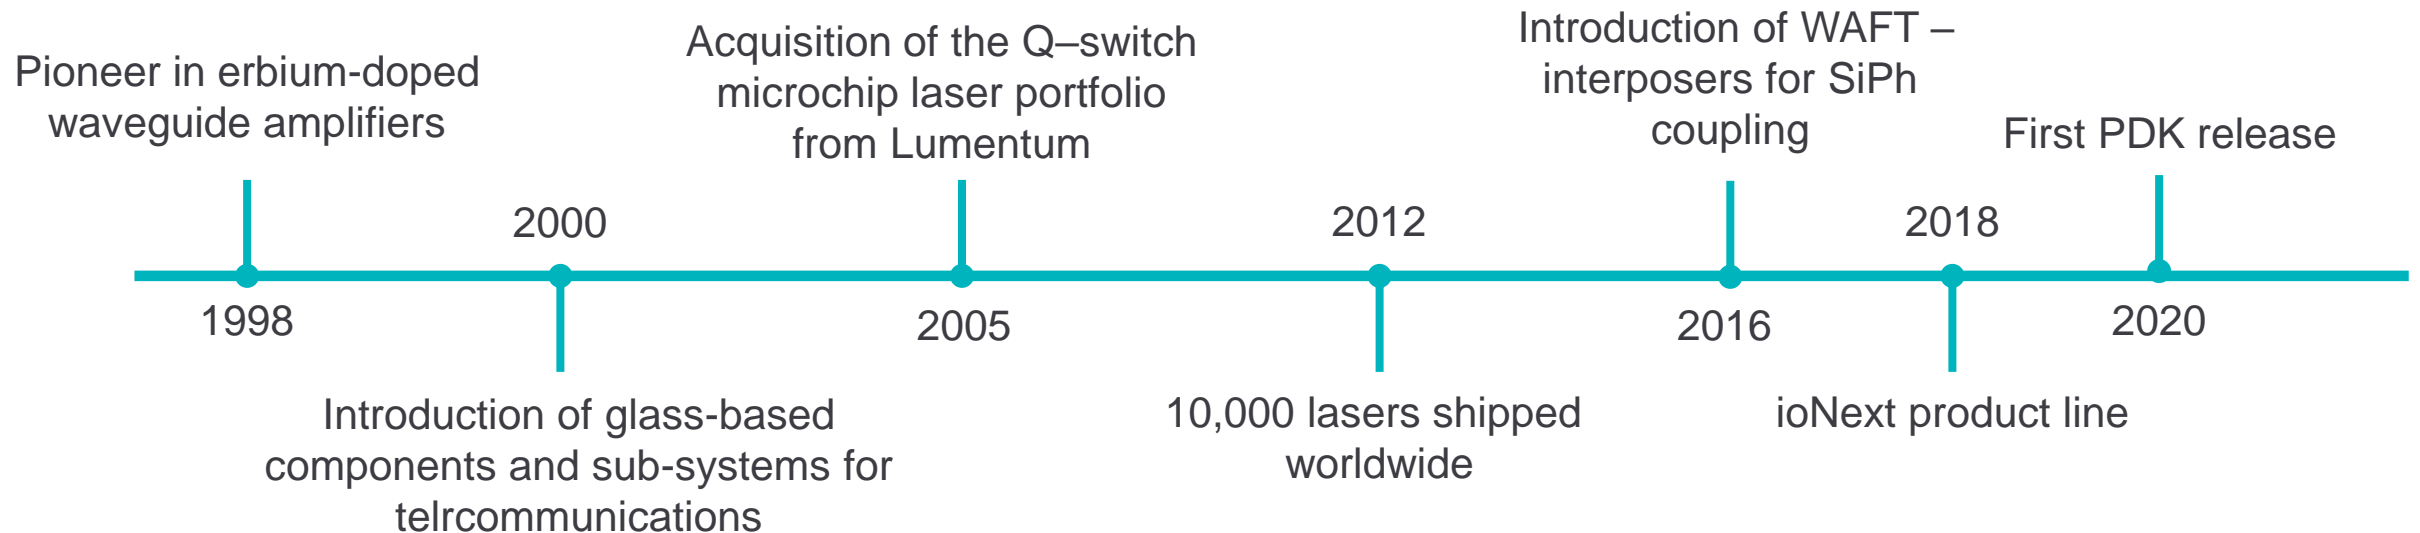 Pioneer in erbium-doped
waveguide amplifiers
1998
2000
Introduction of glass-based
components and sub-systems for
telrcommunications
Acquisition of the Q–switch
microchip laser portfolio
from Lumentum
2005
2012
10,000 lasers shipped
worldwide
Introduction of WAFT –
interposers for SiPh
coupling
2016
2018
ioNext product line
First PDK release
2020